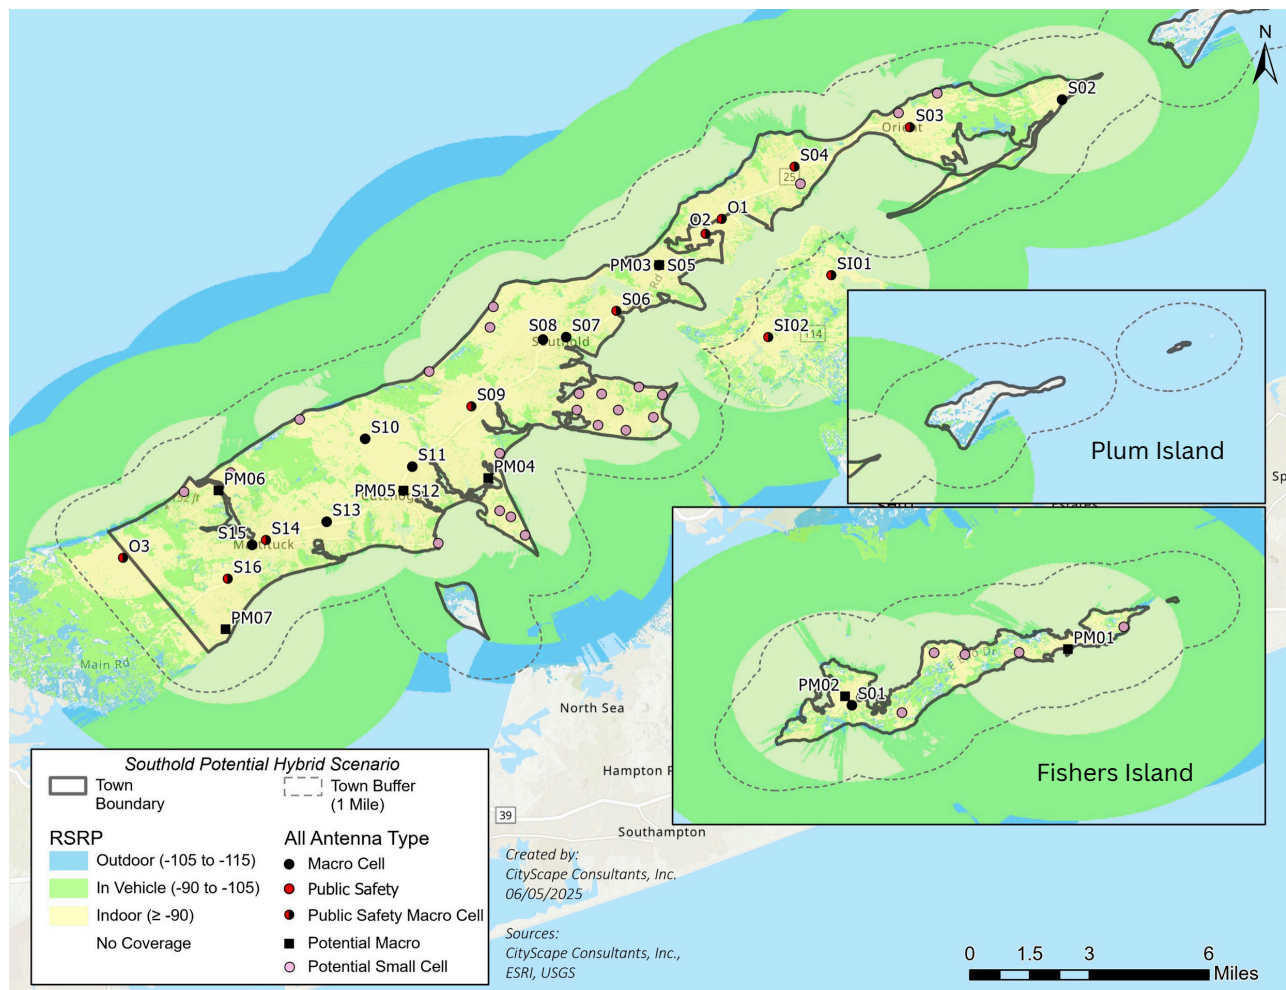 N
S02
S03
Orient
S04
25
O1
O2
PM03
S05
Rd
SI01
S06
S08
S07
Southold
SI02
114
S09
S10
S11
PM04
PM06
PM05
S12
Cutchogue
S13
S15
S14
Mattituck
O3
S16
PM07
Main Rd
Plum Island
Sp
PM01
E End Dr
PM02
S01
Fishers Island
North Sea
Hampton P
39
Southampton
Southold Potential Hybrid Scenario
Town
Boundary
Town Buffer
(1 Mile)
RSRP
Outdoor (-105 to -115)
In Vehicle (-90 to -105)
Indoor (≥ -90)
No Coverage
All Antenna Type
Macro Cell
Public Safety
Public Safety Macro Cell
Potential Macro
Potential Small Cell
Created by:
CityScape Consultants, Inc.
06/05/2025
Sources:
CityScape Consultants, Inc.,
ESRI, USGS
0 1.5 3 6
Miles